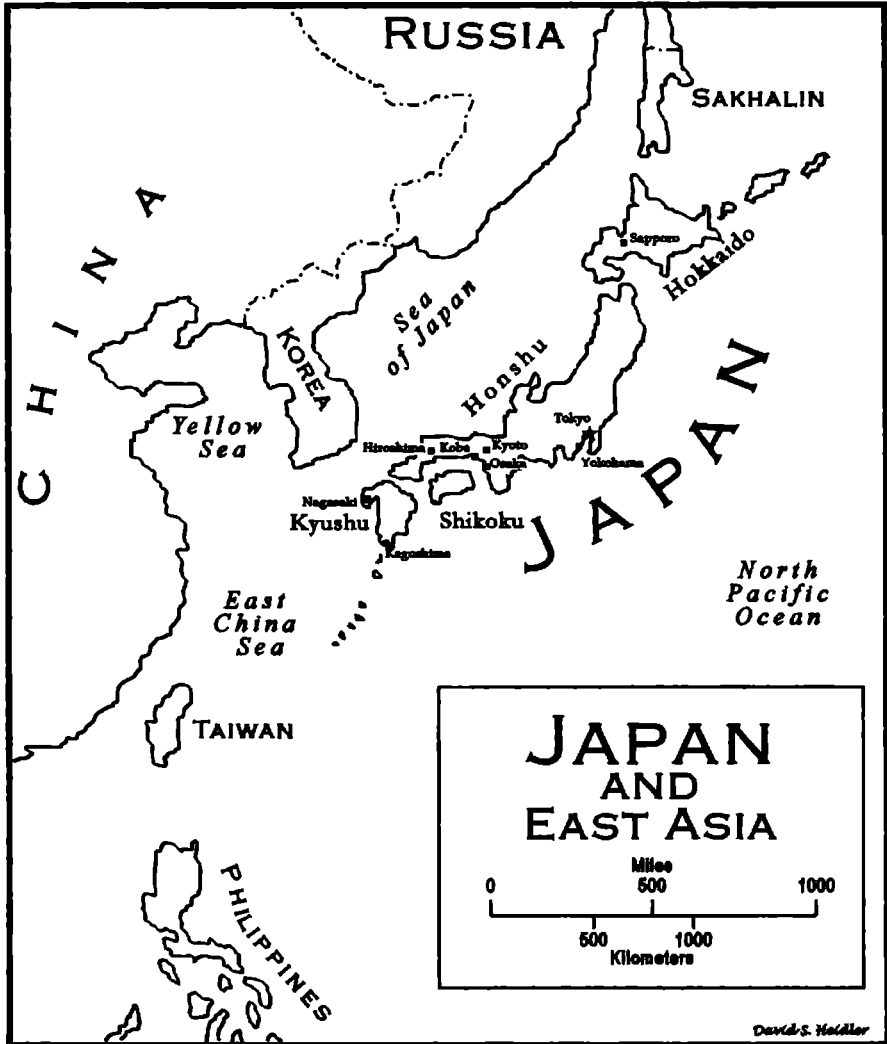 RUSSIA
SAKHALIN
CHINA
Sapporo
Hokkaido
Sea
of Japan
KOREA
Honshu
JAPAN
Yellow
Sea
Tokyo
Hiroshima
Kobe
Kyoto
Osaka
Yokohama
Nagasaki
Kyushu
Shikoku
Kagoshima
North
Pacific
Ocean
East
China
Sea
TAIWAN
PHILIPPINES
JAPAN
AND
EAST ASIA
Miles
0 500 1000
500 1000
Kilometers
David S. Heidler